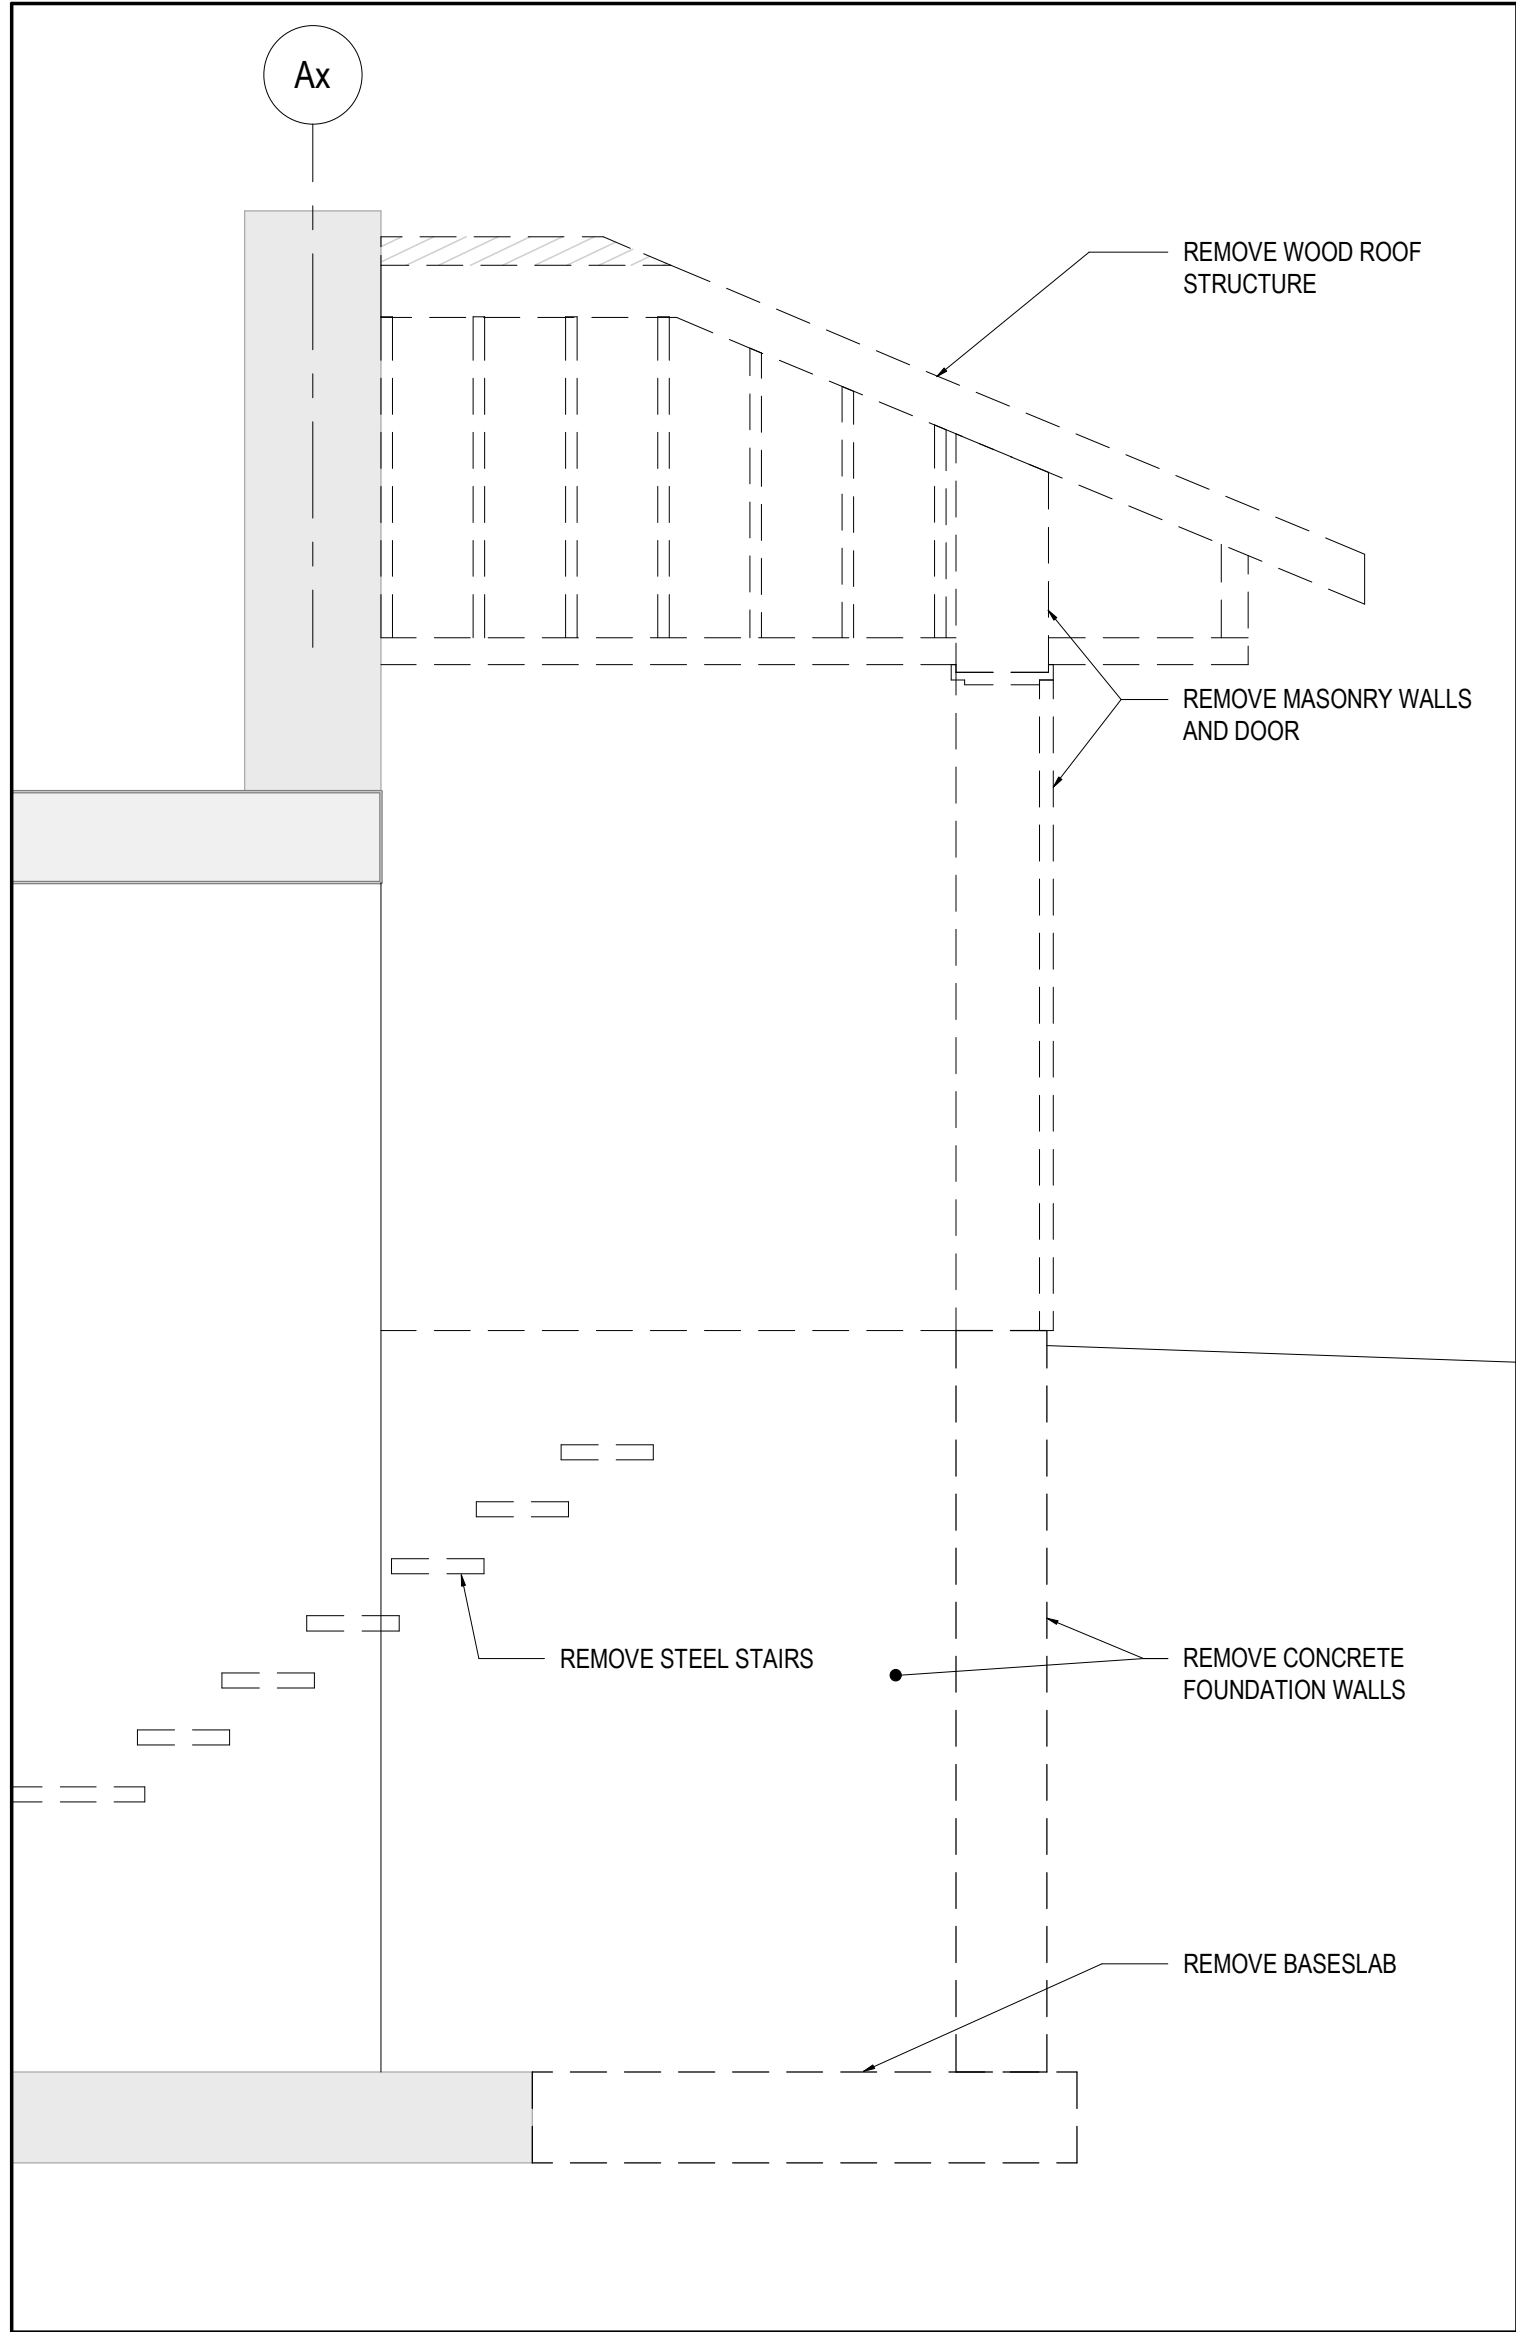 Ax
REMOVE WOOD ROOF
STRUCTURE
REMOVE MASONRY WALLS
AND DOOR
REMOVE STEEL STAIRS
REMOVE CONCRETE
FOUNDATION WALLS
REMOVE BASESLAB